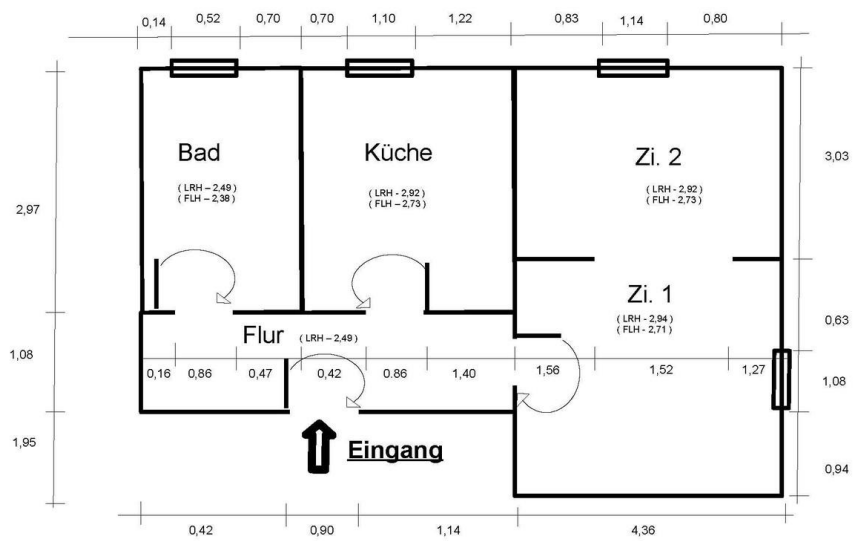 0,14 0,52 0,70 0,70 1,10 1,22 0,83 1,14 0,80
Bad
( LRH – 2,49 )
( FLH – 2,38 )
Küche
( LRH - 2,92 )
( FLH - 2,73 )
Zi. 2
( LRH - 2,92 )
( FLH - 2,73 )
3,03
2,97
Zi. 1
( LRH - 2,94 )
( FLH - 2,71 )
0,63
Flur ( LRH – 2,49 )
1,08
0,16 0,86 0,47 0,42 0.86 1,40 1,56 1,52 1,27
1,08
1,95
Eingang
0,94
0,42 0,90 1,14 4,36